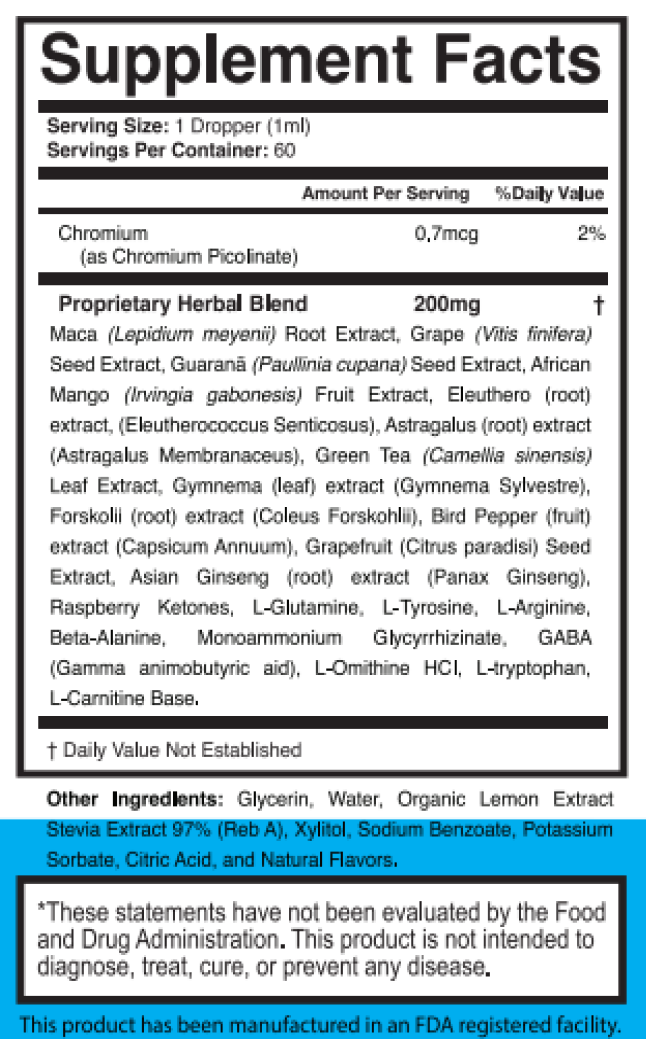 Supplement Facts
Serving Size: 1 Dropper (1ml)
Servings Per Container: 60
Amount Per Serving %Daily Value
Chromium 0.7mcg 2%
(as Chromium Picolinate)
Proprietary Herbal Blend 200mg †
Maca (Lepidium meyenii) Root Extract, Grape (Vitis finifera)
Seed Extract, Guarană (Paullinia cupana) Seed Extract, African
Mango (Irvingia gabonesis) Fruit Extract, Eleuthero (root)
extract, (Eleutherococcus Senticosus), Astragalus (root) extract
(Astragalus Membranaceus), Green Tea (Camellia sinensis)
Leaf Extract, Gymnema (leaf) extract (Gymnema Sylvestre),
Forskolii (root) extract (Coleus Forskohlii), Bird Pepper (fruit)
extract (Capsicum Annuum), Grapefruit (Citrus paradisi) Seed
Extract, Asian Ginseng (root) extract (Panax Ginseng),
Raspberry Ketones, L-Glutamine, L-Tyrosine, L-Arginine,
Beta-Alanine, Monoammonium Glycyrrhizinate, GABA
(Gamma animobutyric aid), L-Omithine HCI, L-tryptophan,
L-Carnitine Base.
† Daily Value Not Established
Other Ingredients: Glycerin, Water, Organic Lemon Extract
Stevia Extract 97% (Reb A), Xylitol, Sodium Benzoate, Potassium
Sorbate, Citric Acid, and Natural Flavors.
*These statements have not been evaluated by the Food
and Drug Administration. This product is not intended to
diagnose, treat, cure, or prevent any disease.
This product has been manufactured in an FDA registered facility.